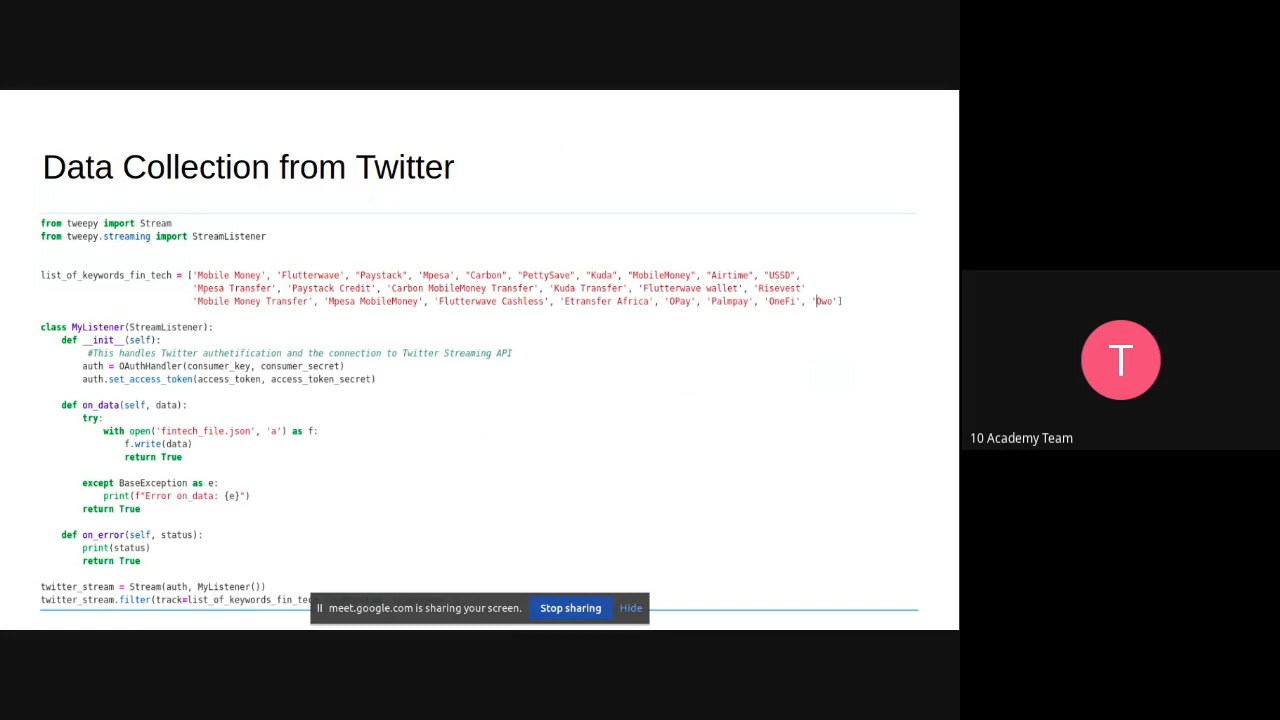 Data Collection from Twitter
from tweepy import Stream
from tweepy.streaming import StreamListener
list_of_keywords_fin_tech = ['Mobile Money', 'Flutterwave', "Paystack", 'Mpesa', "Carbon", "PettySave", "Kuda", "MobileMoney", "Airtime", "USSD",
'Mpesa Transfer', 'Paystack Credit', 'Carbon MobileMoney Transfer', 'Kuda Transfer', 'Flutterwave wallet', 'Risevest'
'Mobile Money Transfer', 'Mpesa MobileMoney', 'Flutterwave Cashless', 'Etransfer Africa', 'OPay', 'Palmpay', 'OneFi', 'Owo']
class MyListener(StreamListener):
def __init__(self):
#This handles Twitter authetification and the connection to Twitter Streaming API
auth = OAuthHandler(consumer_key, consumer_secret)
auth.set_access_token(access_token, access_token_secret)
def on_data(self, data):
try:
with open('fintech_file.json', 'a') as f:
f.write(data)
return True
except BaseException as e:
print(f"Error on_data: {e}")
return True
def on_error(self, status):
print(status)
return True
twitter_stream = Stream(auth, MyListener())
twitter_stream.filter(track=list_of_keywords_fin_tec
meet.google.com is sharing your screen. Stop sharing Hide
T
10 Academy Team